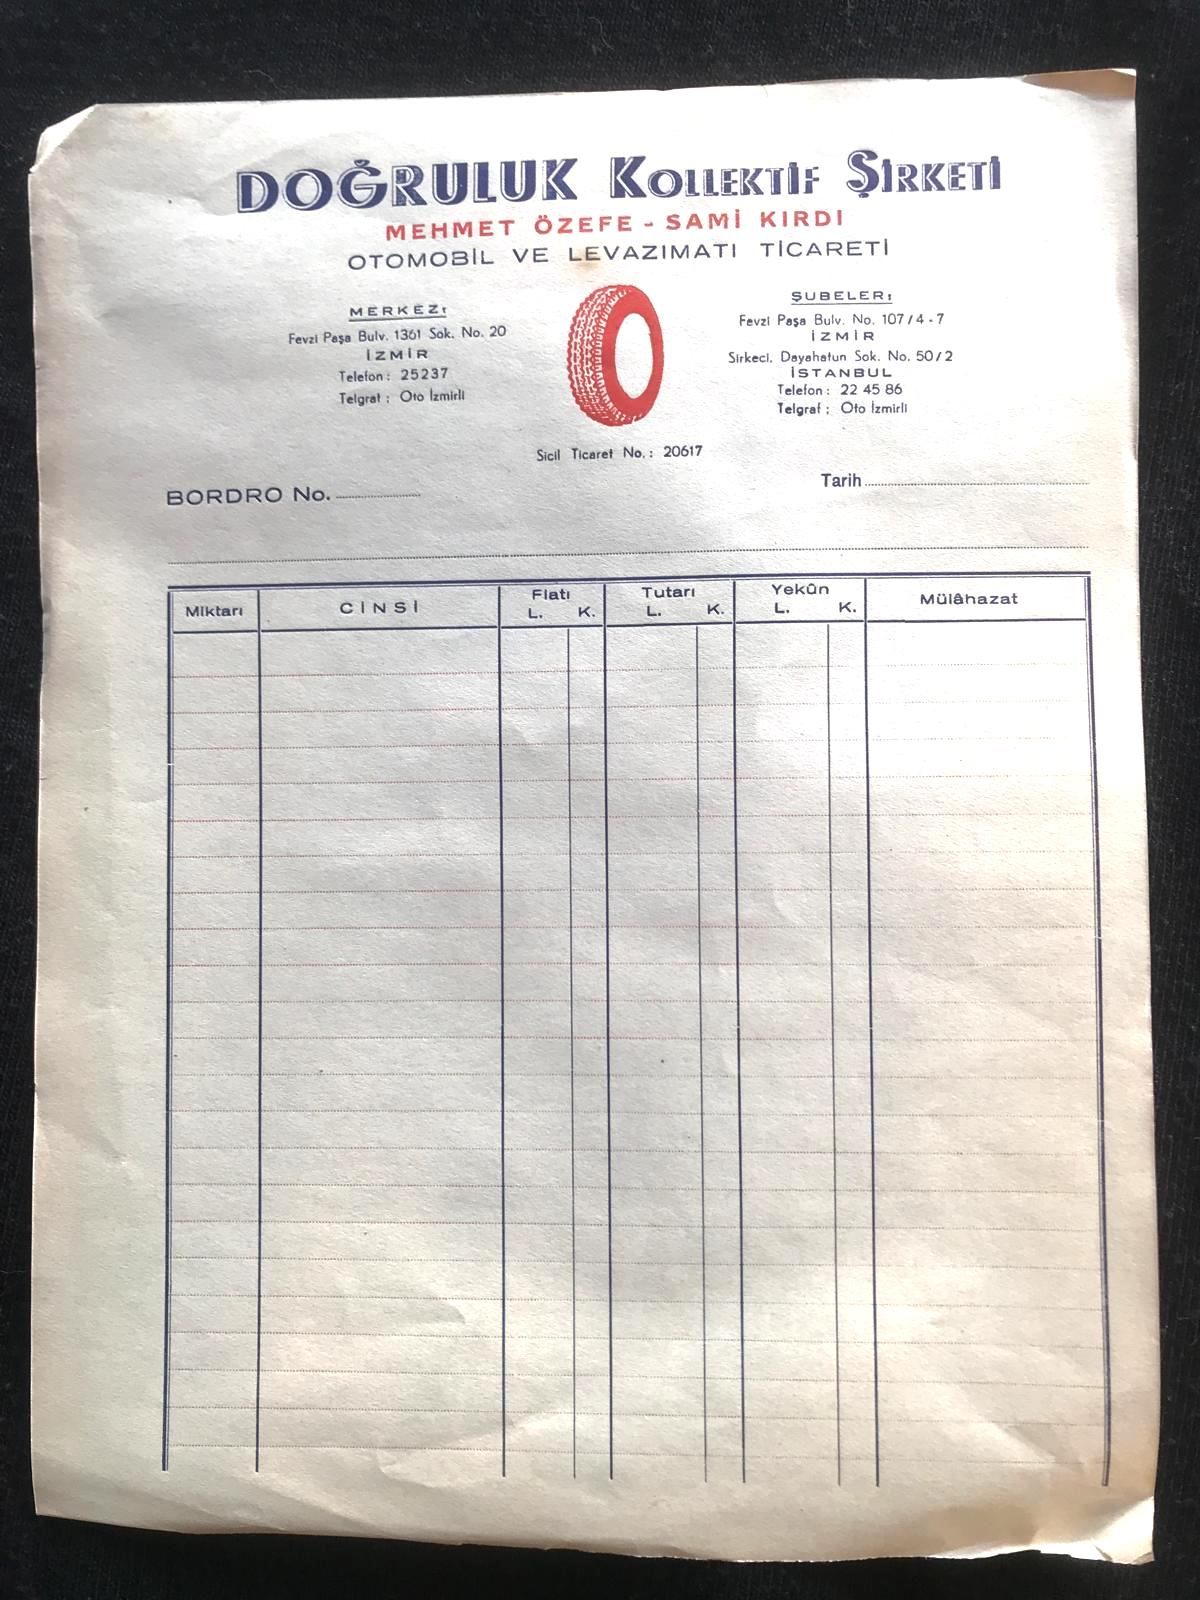 DOĞRULUK KOLLEKTİF ŞİRKETİ
MEHMET ÖZEFE - SAMİ KIRDI
OTOMOBİL VE LEVAZIMATI TİCARETİ
MERKEZ:
Fevzi Paşa Bulv. 1361 Sok. No. 20
İZMİR
Telefon: 25237
Telgraf: Oto İzmirli
ŞUBELER:
Fevzi Paşa Bulv. No. 107/4-7
İZMİR
Sirkeci, Dayahatun Sok. No. 50/2
İSTANBUL
Telefon: 22 45 86
Telgraf: Oto İzmirli
Sicil Ticaret No.: 20617
BORDRO No.
Tarih
Miktarı CİNSİ Fiatı L. K. Tutarı L. K. Yekûn L. K. Mülâhazat